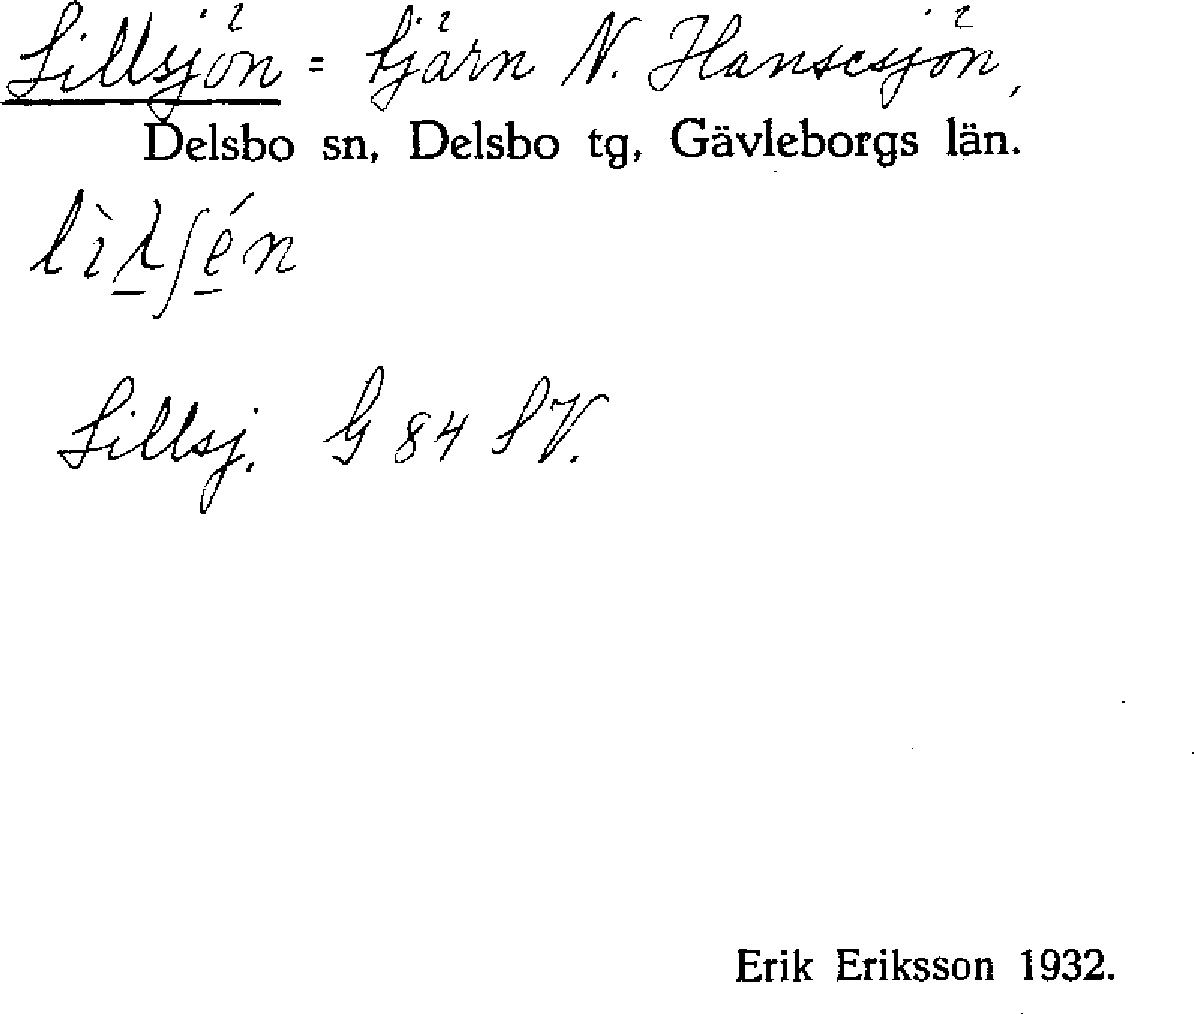 Lillsjön = tjärn N. Hansesjön,
Delsbo sn, Delsbo tg, Gävleborgs län.
Lillsj. G 84 SV.
Erik Eriksson 1932.